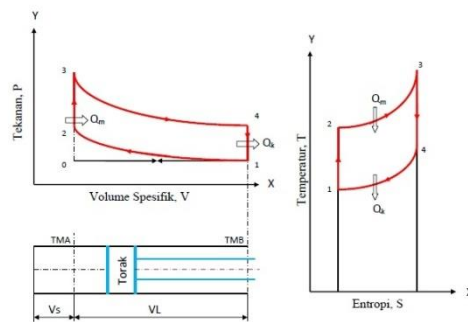 Y
3
Qm
2
4
Qk
0
1
X
Tekanan, P
Volume Spesifik, V
TMA
TMB
Torak
Vs
VL
Y
3
2
Qm
4
1
Qk
X
Temperatur, T
Entropi, S